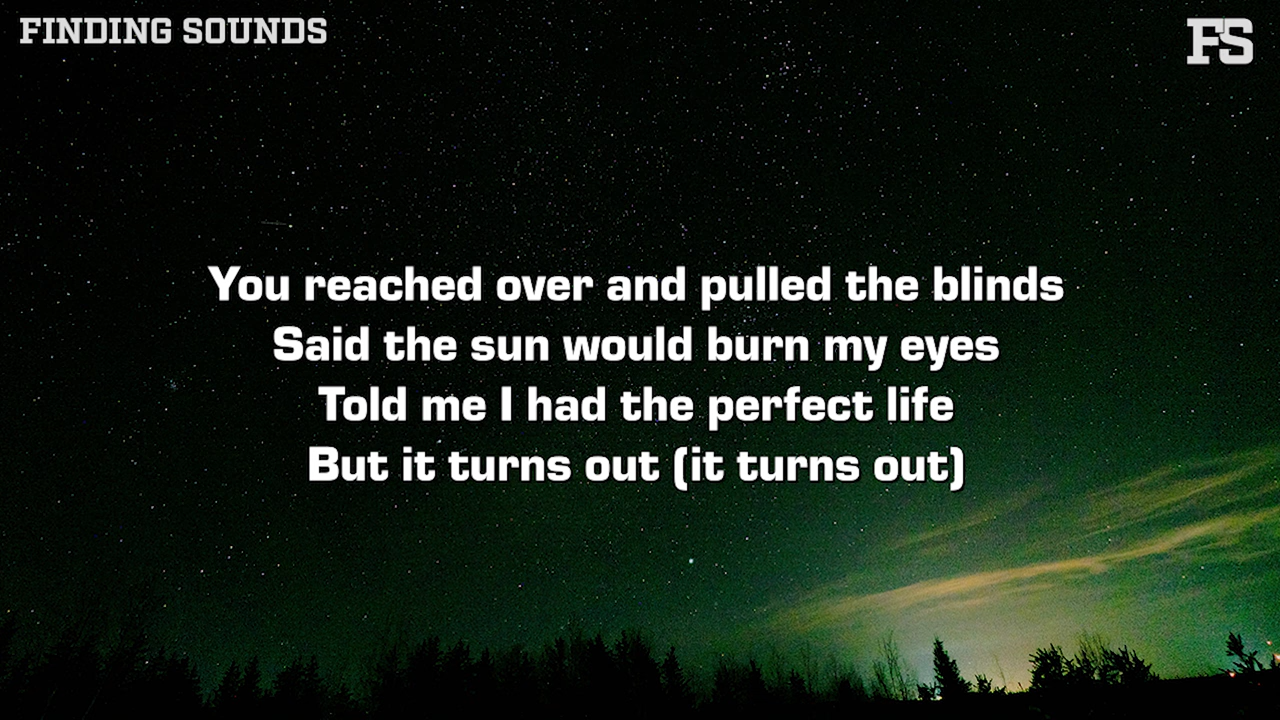 FINDING SOUNDS
FS
You reached over and pulled the blinds
Said the sun would burn my eyes
Told me I had the perfect life
But it turns out (it turns out)